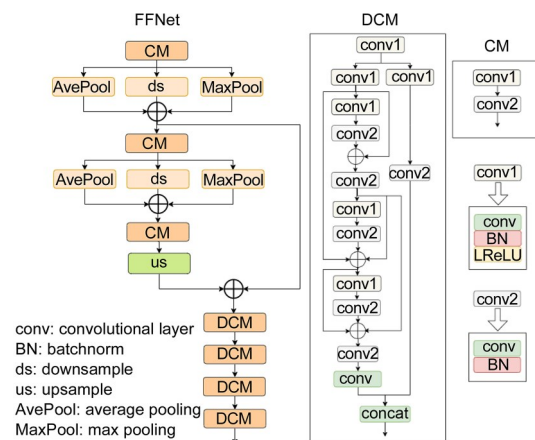 FFNet
CM
AvePool ds MaxPool
CM
AvePool ds MaxPool
CM
us
DCM
DCM
DCM
DCM
conv: convolutional layer
BN: batchnorm
ds: downsample
us: upsample
AvePool: average pooling
MaxPool: max pooling
DCM
conv1
conv1 conv1
conv1
conv2
conv2
conv2
conv1
conv2
conv1
conv2
conv2
conv
concat
CM
conv1
conv2
conv1
conv
BN
LReLU
conv2
conv
BN